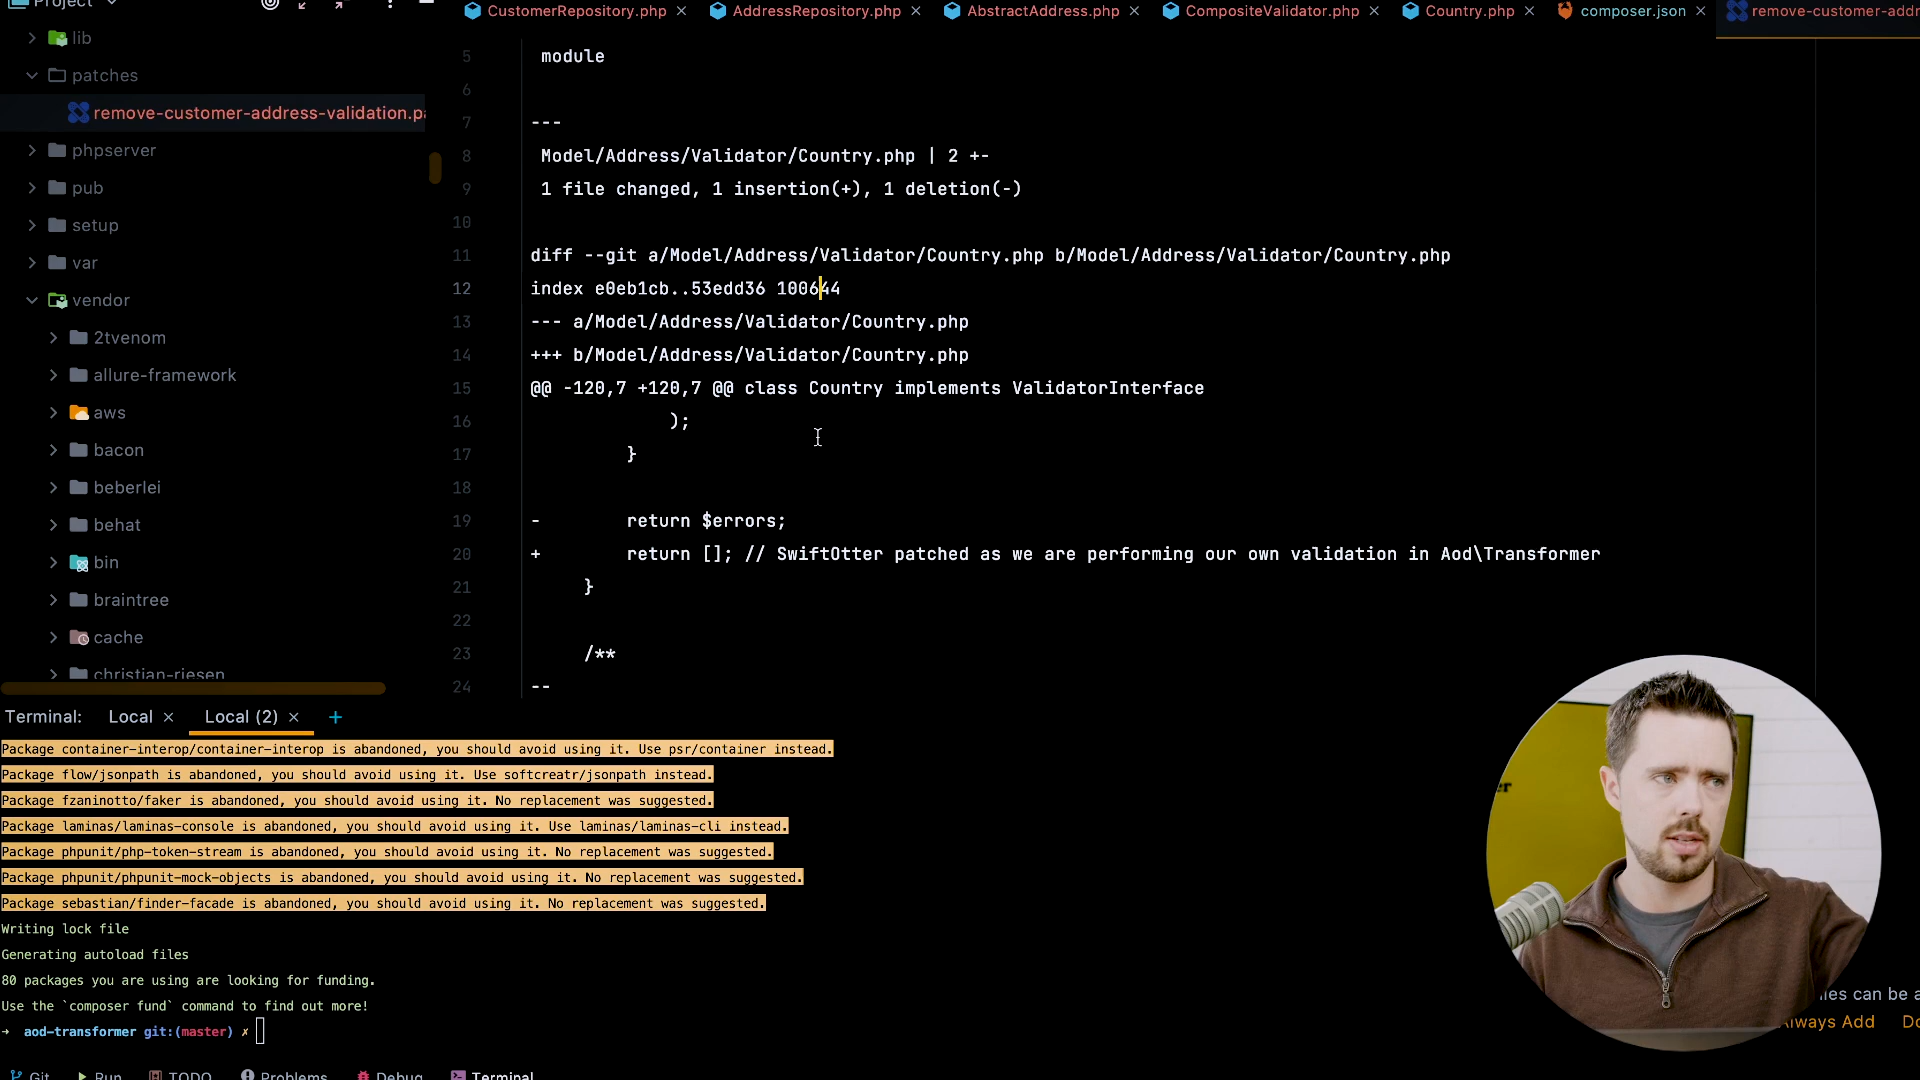 Project
CustomerRepository.php
AddressRepository.php
AbstractAddress.php
CompositeValidator.php
Country.php
composer.json
remove-customer-addr
lib
patches
remove-customer-address-validation.pa
phpserver
pub
setup
var
vendor
2tvenom
allure-framework
aws
bacon
beberlei
behat
bin
braintree
cache
christian-riesen
5 module
6
7 ---
8 Model/Address/Validator/Country.php | 2 +-
9 1 file changed, 1 insertion(+), 1 deletion(-)
10
11 diff --git a/Model/Address/Validator/Country.php b/Model/Address/Validator/Country.php
12 index e0eb1cb..53edd36 100644
13 --- a/Model/Address/Validator/Country.php
14 +++ b/Model/Address/Validator/Country.php
15 @@ -120,7 +120,7 @@ class Country implements ValidatorInterface
16 );
17 }
18
19 - return $errors;
20 + return []; // SwiftOtter patched as we are performing our own validation in Aod\Transformer
21 }
22
23 /**
24 --
Terminal: Local × Local (2) × +
Package container-interop/container-interop is abandoned, you should avoid using it. Use psr/container instead.
Package flow/jsonpath is abandoned, you should avoid using it. Use softcreatr/jsonpath instead.
Package fzaninotto/faker is abandoned, you should avoid using it. No replacement was suggested.
Package laminas/laminas-console is abandoned, you should avoid using it. Use laminas/laminas-cli instead.
Package phpunit/php-token-stream is abandoned, you should avoid using it. No replacement was suggested.
Package phpunit/phpunit-mock-objects is abandoned, you should avoid using it. No replacement was suggested.
Package sebastian/finder-facade is abandoned, you should avoid using it. No replacement was suggested.
Writing lock file
Generating autoload files
80 packages you are using are looking for funding.
Use the `composer fund` command to find out more!
→ aod-transformer git:(master) ✗
er
iles can be a
Always Add Do
Git Run TODO Problems Debug Terminal